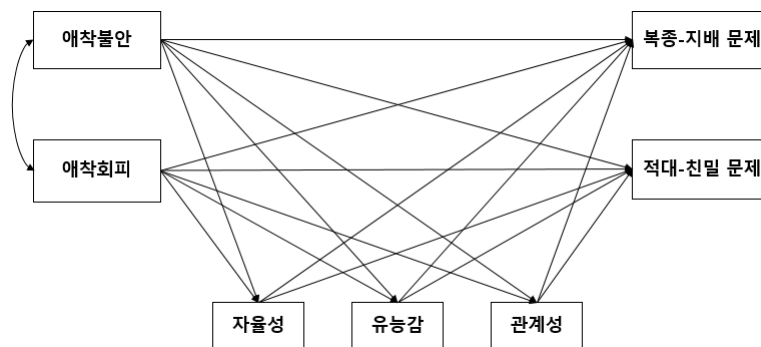 애착불안
복종-지배 문제
애착회피
적대-친밀 문제
자율성
유능감
관계성